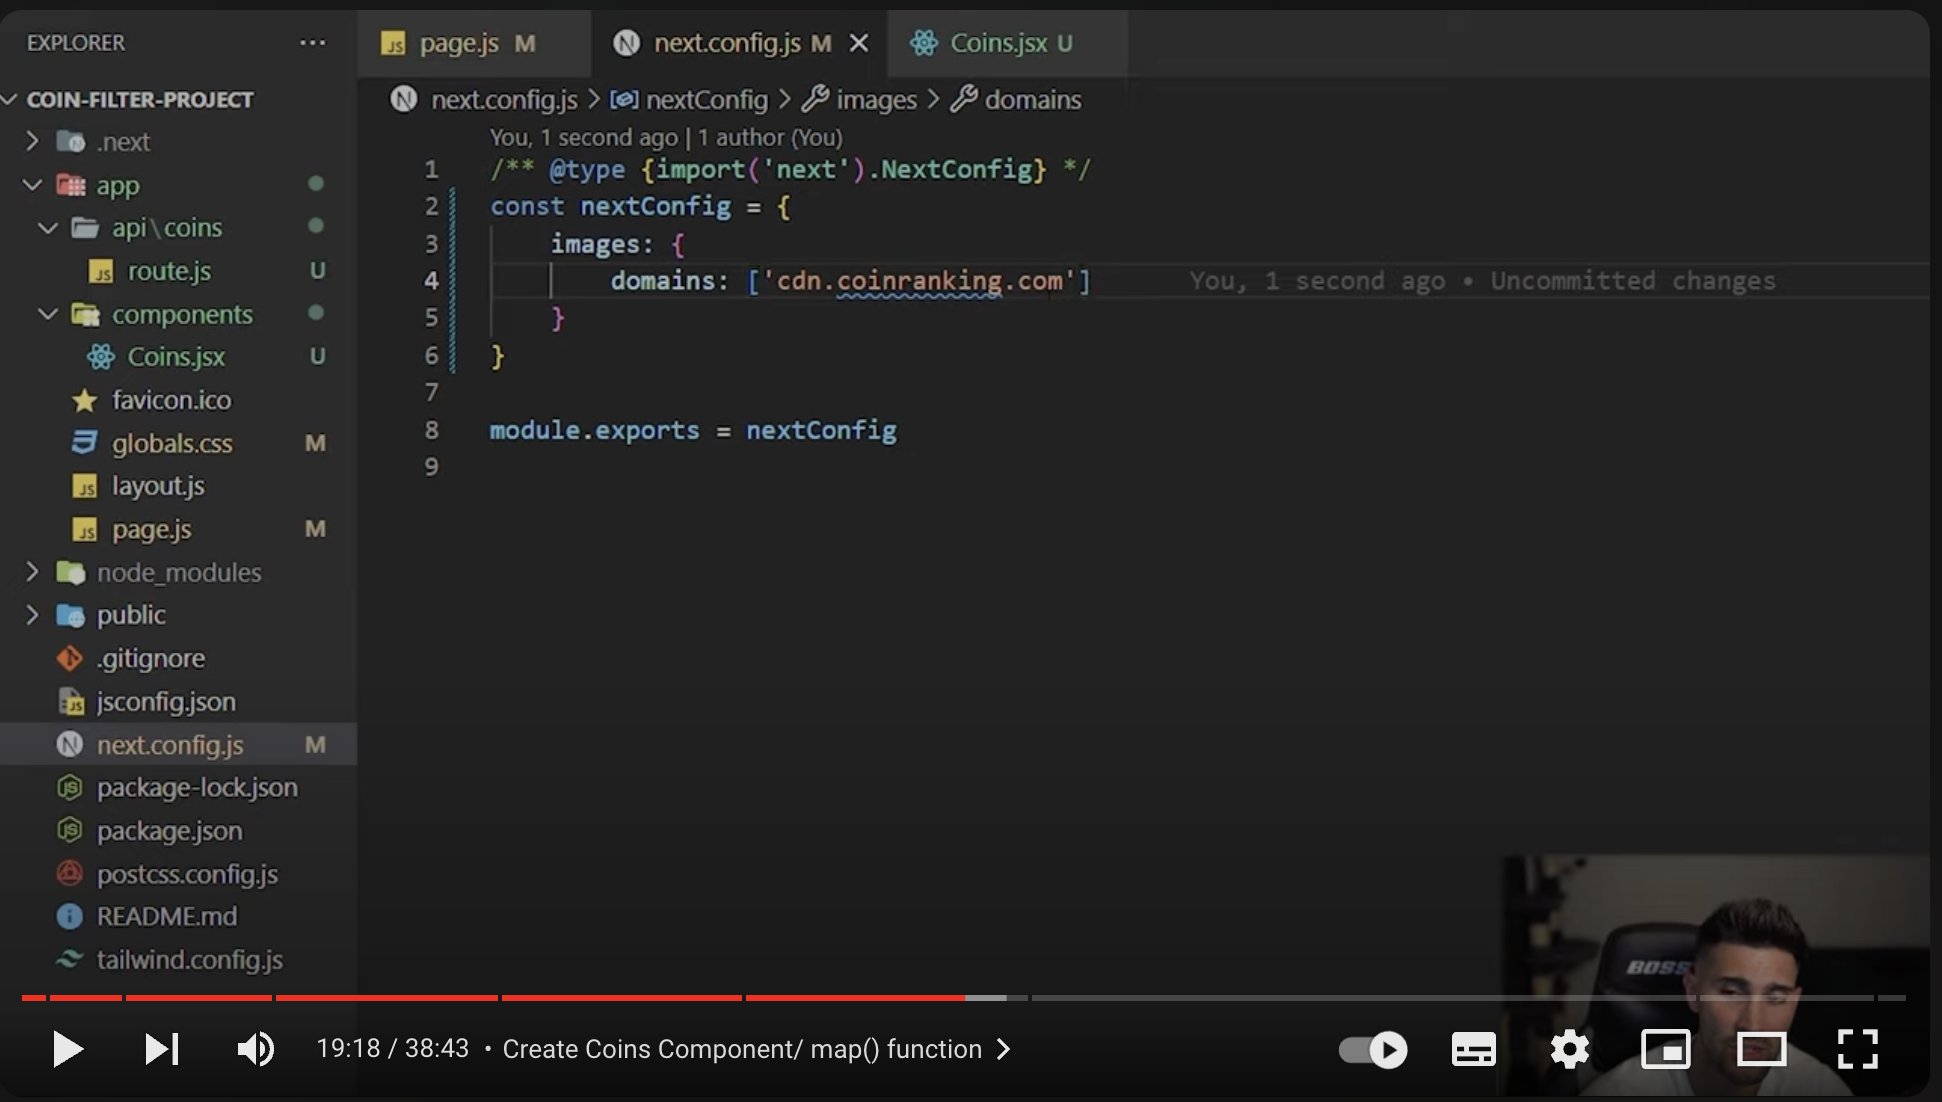 EXPLORER ...
page.js M
next.config.js M
Coins.jsx U
COIN-FILTER-PROJECT
.next
app
api\coins
route.js U
components
Coins.jsx U
favicon.ico
globals.css M
layout.js
page.js M
node_modules
public
.gitignore
jsconfig.json
next.config.js M
package-lock.json
package.json
postcss.config.js
README.md
tailwind.config.js
next.config.js > nextConfig > images > domains
You, 1 second ago | 1 author (You)
1 /** @type {import('next').NextConfig} */
2 const nextConfig = {
3 images: {
4 domains: ['cdn.coinranking.com'] You, 1 second ago • Uncommitted changes
5 }
6 }
7
8 module.exports = nextConfig
9
BOSS
19:18 / 38:43 • Create Coins Component/ map() function >